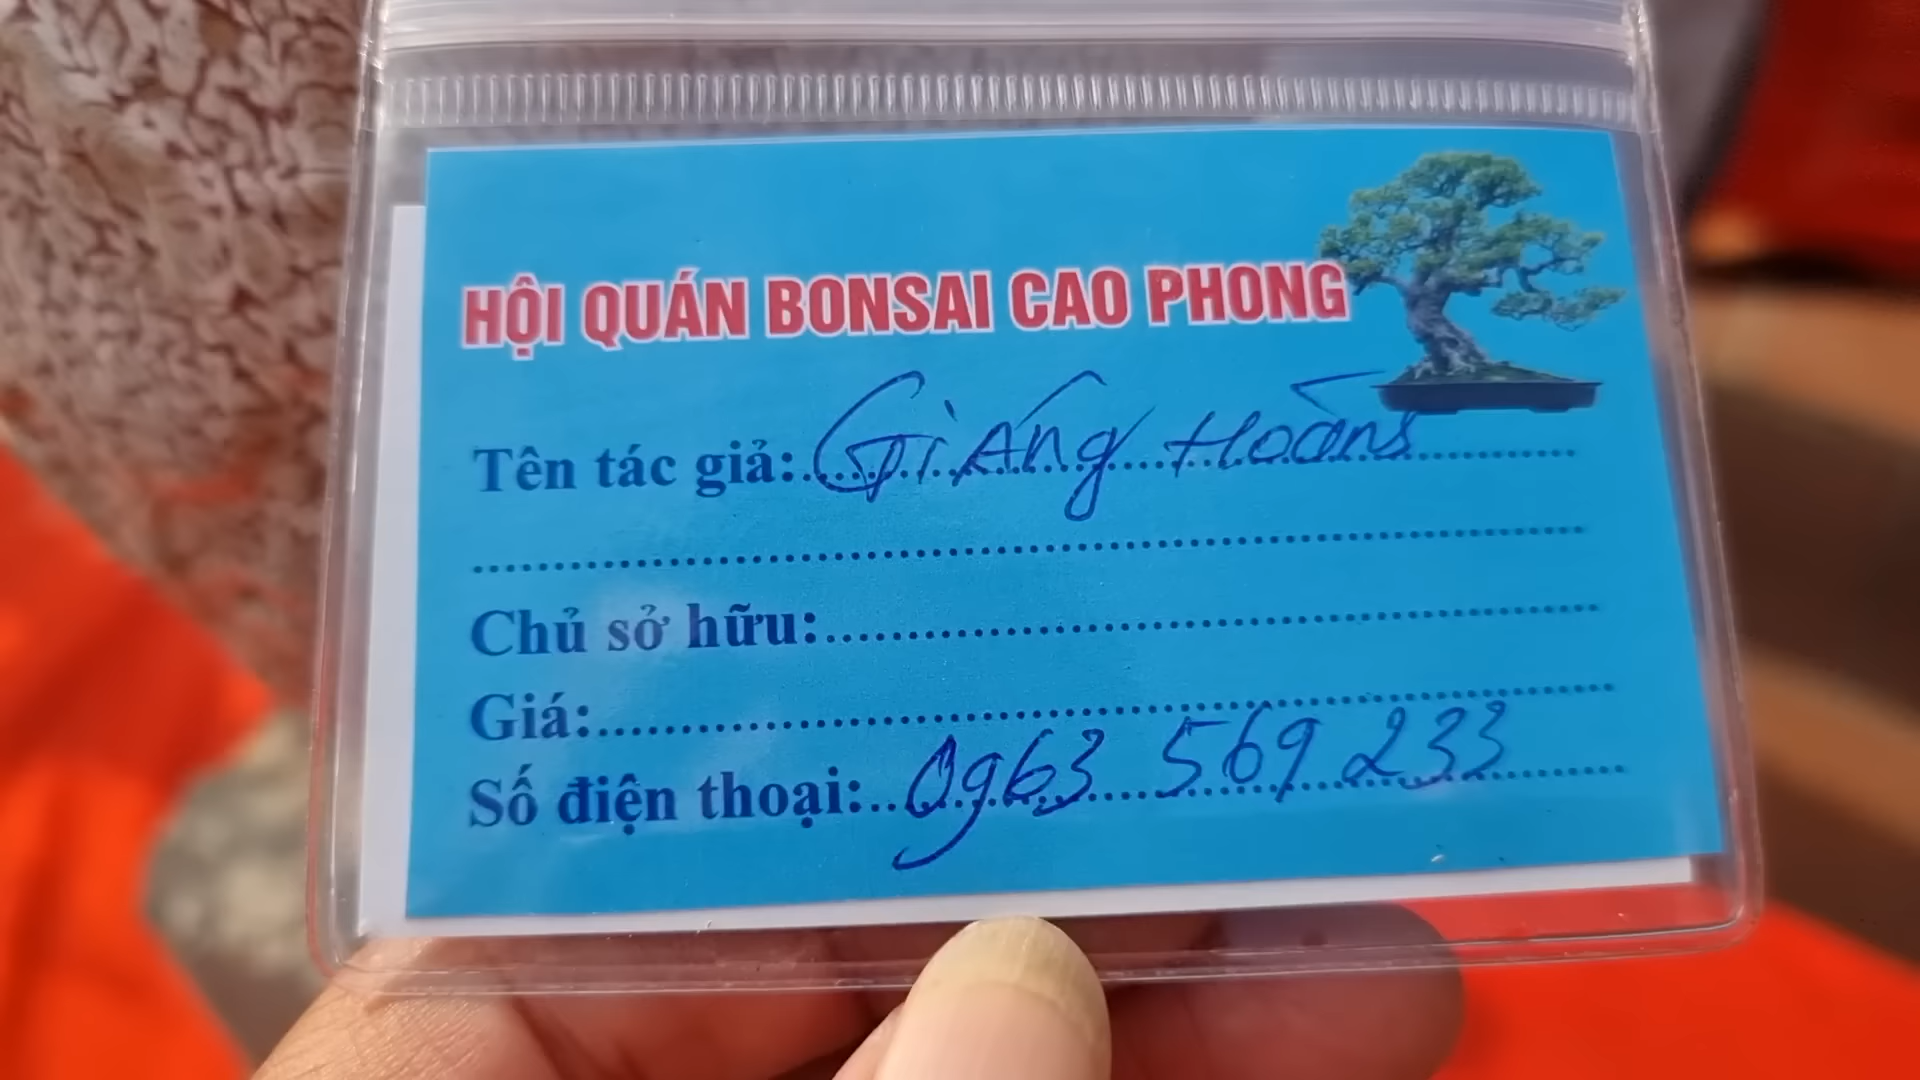 HỘI QUÁN BONSAI CAO PHONG
Tên tác giả: Giáng Hoàng
Chủ sở hữu:
Giá:
Số điện thoại: 0963 569 233